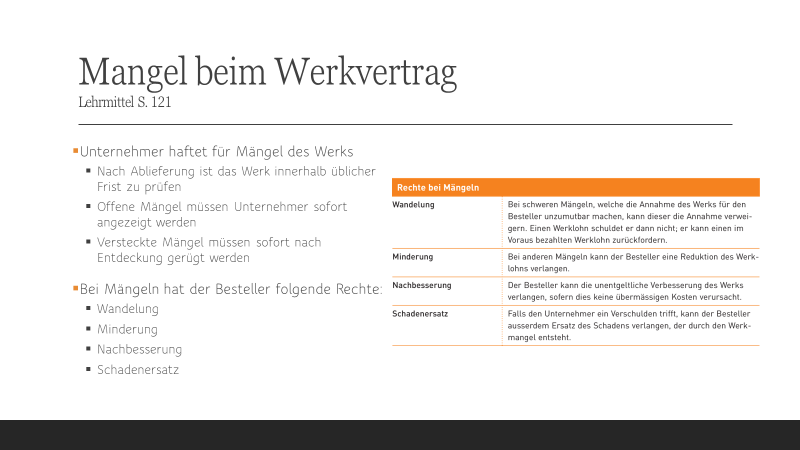 Mangel beim Werkvertrag
Lehrmittel S. 121
Unternehmer haftet für Mängel des Werks
Nach Ablieferung ist das Werk innerhalb üblicher
Frist zu prüfen
Offene Mängel müssen Unternehmer sofort
angezeigt werden
Versteckte Mängel müssen sofort nach
Entdeckung gerügt werden
Bei Mängeln hat der Besteller folgende Rechte:
Wandelung
Minderung
Nachbesserung
Schadenersatz
Rechte bei Mängeln
Wandelung
Bei schweren Mängeln, welche die Annahme des Werks für den
Besteller unzumutbar machen, kann dieser die Annahme verwei-
gern. Einen Werklohn schuldet er dann nicht; er kann einen im
Voraus bezahlten Werklohn zurückfordern.
Minderung
Bei anderen Mängeln kann der Besteller eine Reduktion des Werk-
lohns verlangen.
Nachbesserung
Der Besteller kann die unentgeltliche Verbesserung des Werks
verlangen, sofern dies keine übermässigen Kosten verursacht.
Schadenersatz
Falls den Unternehmer ein Verschulden trifft, kann der Besteller
ausserdem Ersatz des Schadens verlangen, der durch den Werk-
mangel entsteht.